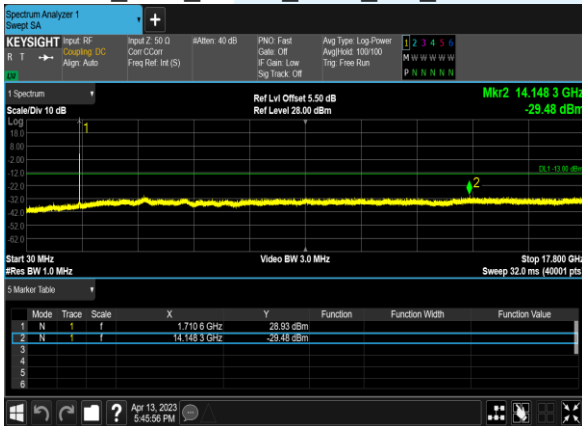 Spectrum Analyzer 1
Swept SA
+
KEYSIGHT Input: RF Input Z: 50 Ω #Atten: 40 dB PNO: Fast Avg Type: Log-Power 1 2 3 4 5 6
R T Coupling: DC Corr CCorr Gate: Off Avg|Hold: 100/100 M W W W W W
Align: Auto Freq Ref: Int (S) IF Gain: Low Trig: Free Run
LXI Sig Track: Off P N N N N N
1 Spectrum Ref Lvl Offset 5.50 dB Mkr2 14.148 3 GHz
Scale/Div 10 dB Ref Level 28.00 dBm -29.48 dBm
Log
1
18.0
8.00
-2.00
DL1 -13.00 dBm
-12.0
2
-22.0
-32.0
-42.0
-52.0
-62.0
Start 30 MHz Video BW 3.0 MHz Stop 17.800 GHz
#Res BW 1.0 MHz Sweep 32.0 ms (40001 pts
5 Marker Table
Mode Trace Scale X Y Function Function Width Function Value
1 N 1 f 1.710 6 GHz 28.93 dBm
2 N 1 f 14.148 3 GHz -29.48 dBm
3
4
5
6
? Apr 13, 2023
5:45:56 PM